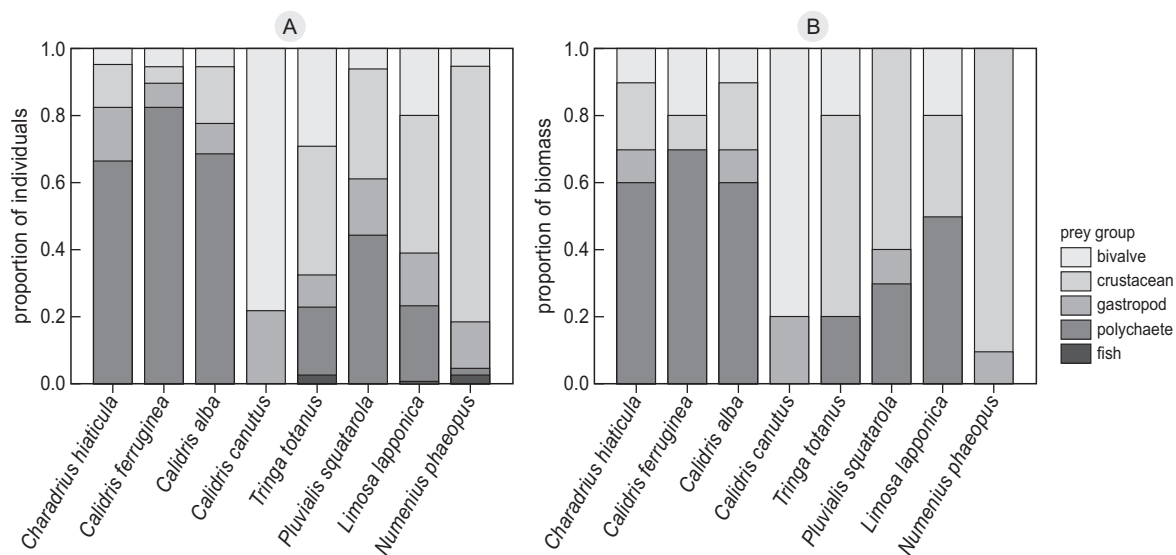 A
proportion of individuals
1.0
0.8
0.6
0.4
0.2
0.0
Charadrius hiaticula
Calidris ferruginea
Calidris alba
Calidris canutus
Tringa totanus
Pluvialis squatarola
Limosa lapponica
Numenius phaeopus
B
proportion of biomass
1.0
0.8
0.6
0.4
0.2
0.0
Charadrius hiaticula
Calidris ferruginea
Calidris alba
Calidris canutus
Tringa totanus
Pluvialis squatarola
Limosa lapponica
Numenius phaeopus
prey group
bivalve
crustacean
gastropod
polychaete
fish